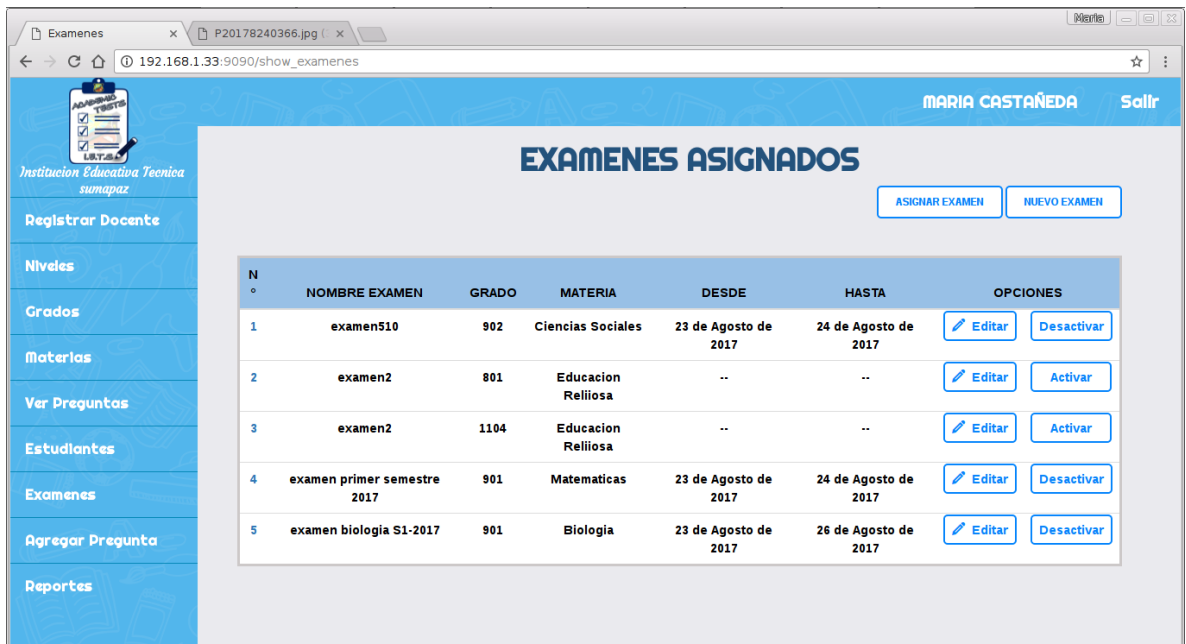 Maria
Examenes
P20178240366.jpg (
192.168.1.33:9090/show_examenes
ACADEMIC
TESTS
I.E.T.S.
Institucion Educativa Tecnica
sumapaz
MARIA CASTAÑEDA Salir
Registrar Docente
Niveles
Grados
Materias
Ver Preguntas
Estudiantes
Examenes
Agregar Pregunta
Reportes
EXAMENES ASIGNADOS
ASIGNAR EXAMEN NUEVO EXAMEN
N
° NOMBRE EXAMEN GRADO MATERIA DESDE HASTA OPCIONES
1 examen510 902 Ciencias Sociales 23 de Agosto de 24 de Agosto de Editar Desactivar
2017 2017
2 examen2 801 Educacion -- -- Editar Activar
Reliiosa
3 examen2 1104 Educacion -- -- Editar Activar
Reliiosa
4 examen primer semestre 901 Matematicas 23 de Agosto de 24 de Agosto de Editar Desactivar
2017 2017 2017
5 examen biologia S1-2017 901 Biologia 23 de Agosto de 26 de Agosto de Editar Desactivar
2017 2017